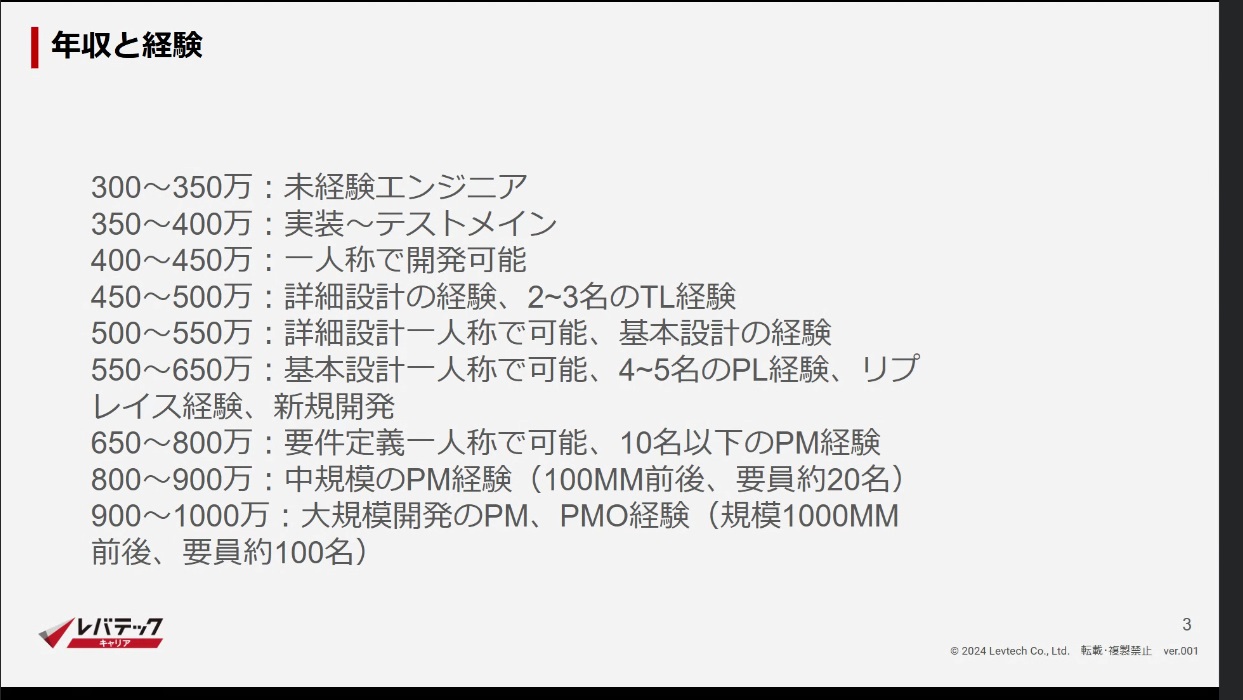 年収と経験
300～350万：未経験エンジニア
350～400万：実装～テストメイン
400～450万：一人称で開発可能
450～500万：詳細設計の経験、2~3名のTL経験
500～550万：詳細設計一人称で可能、基本設計の経験
550～650万：基本設計一人称で可能、4~5名のPL経験、リプ
レイス経験、新規開発
650～800万：要件定義一人称で可能、10名以下のPM経験
800～900万：中規模のPM経験（100MM前後、要員約20名）
900～1000万：大規模開発のPM、PMO経験（規模1000MM
前後、要員約100名）
レバテック
キャリア
3
© 2024 Levtech Co., Ltd. 転載・複製禁止 ver.001